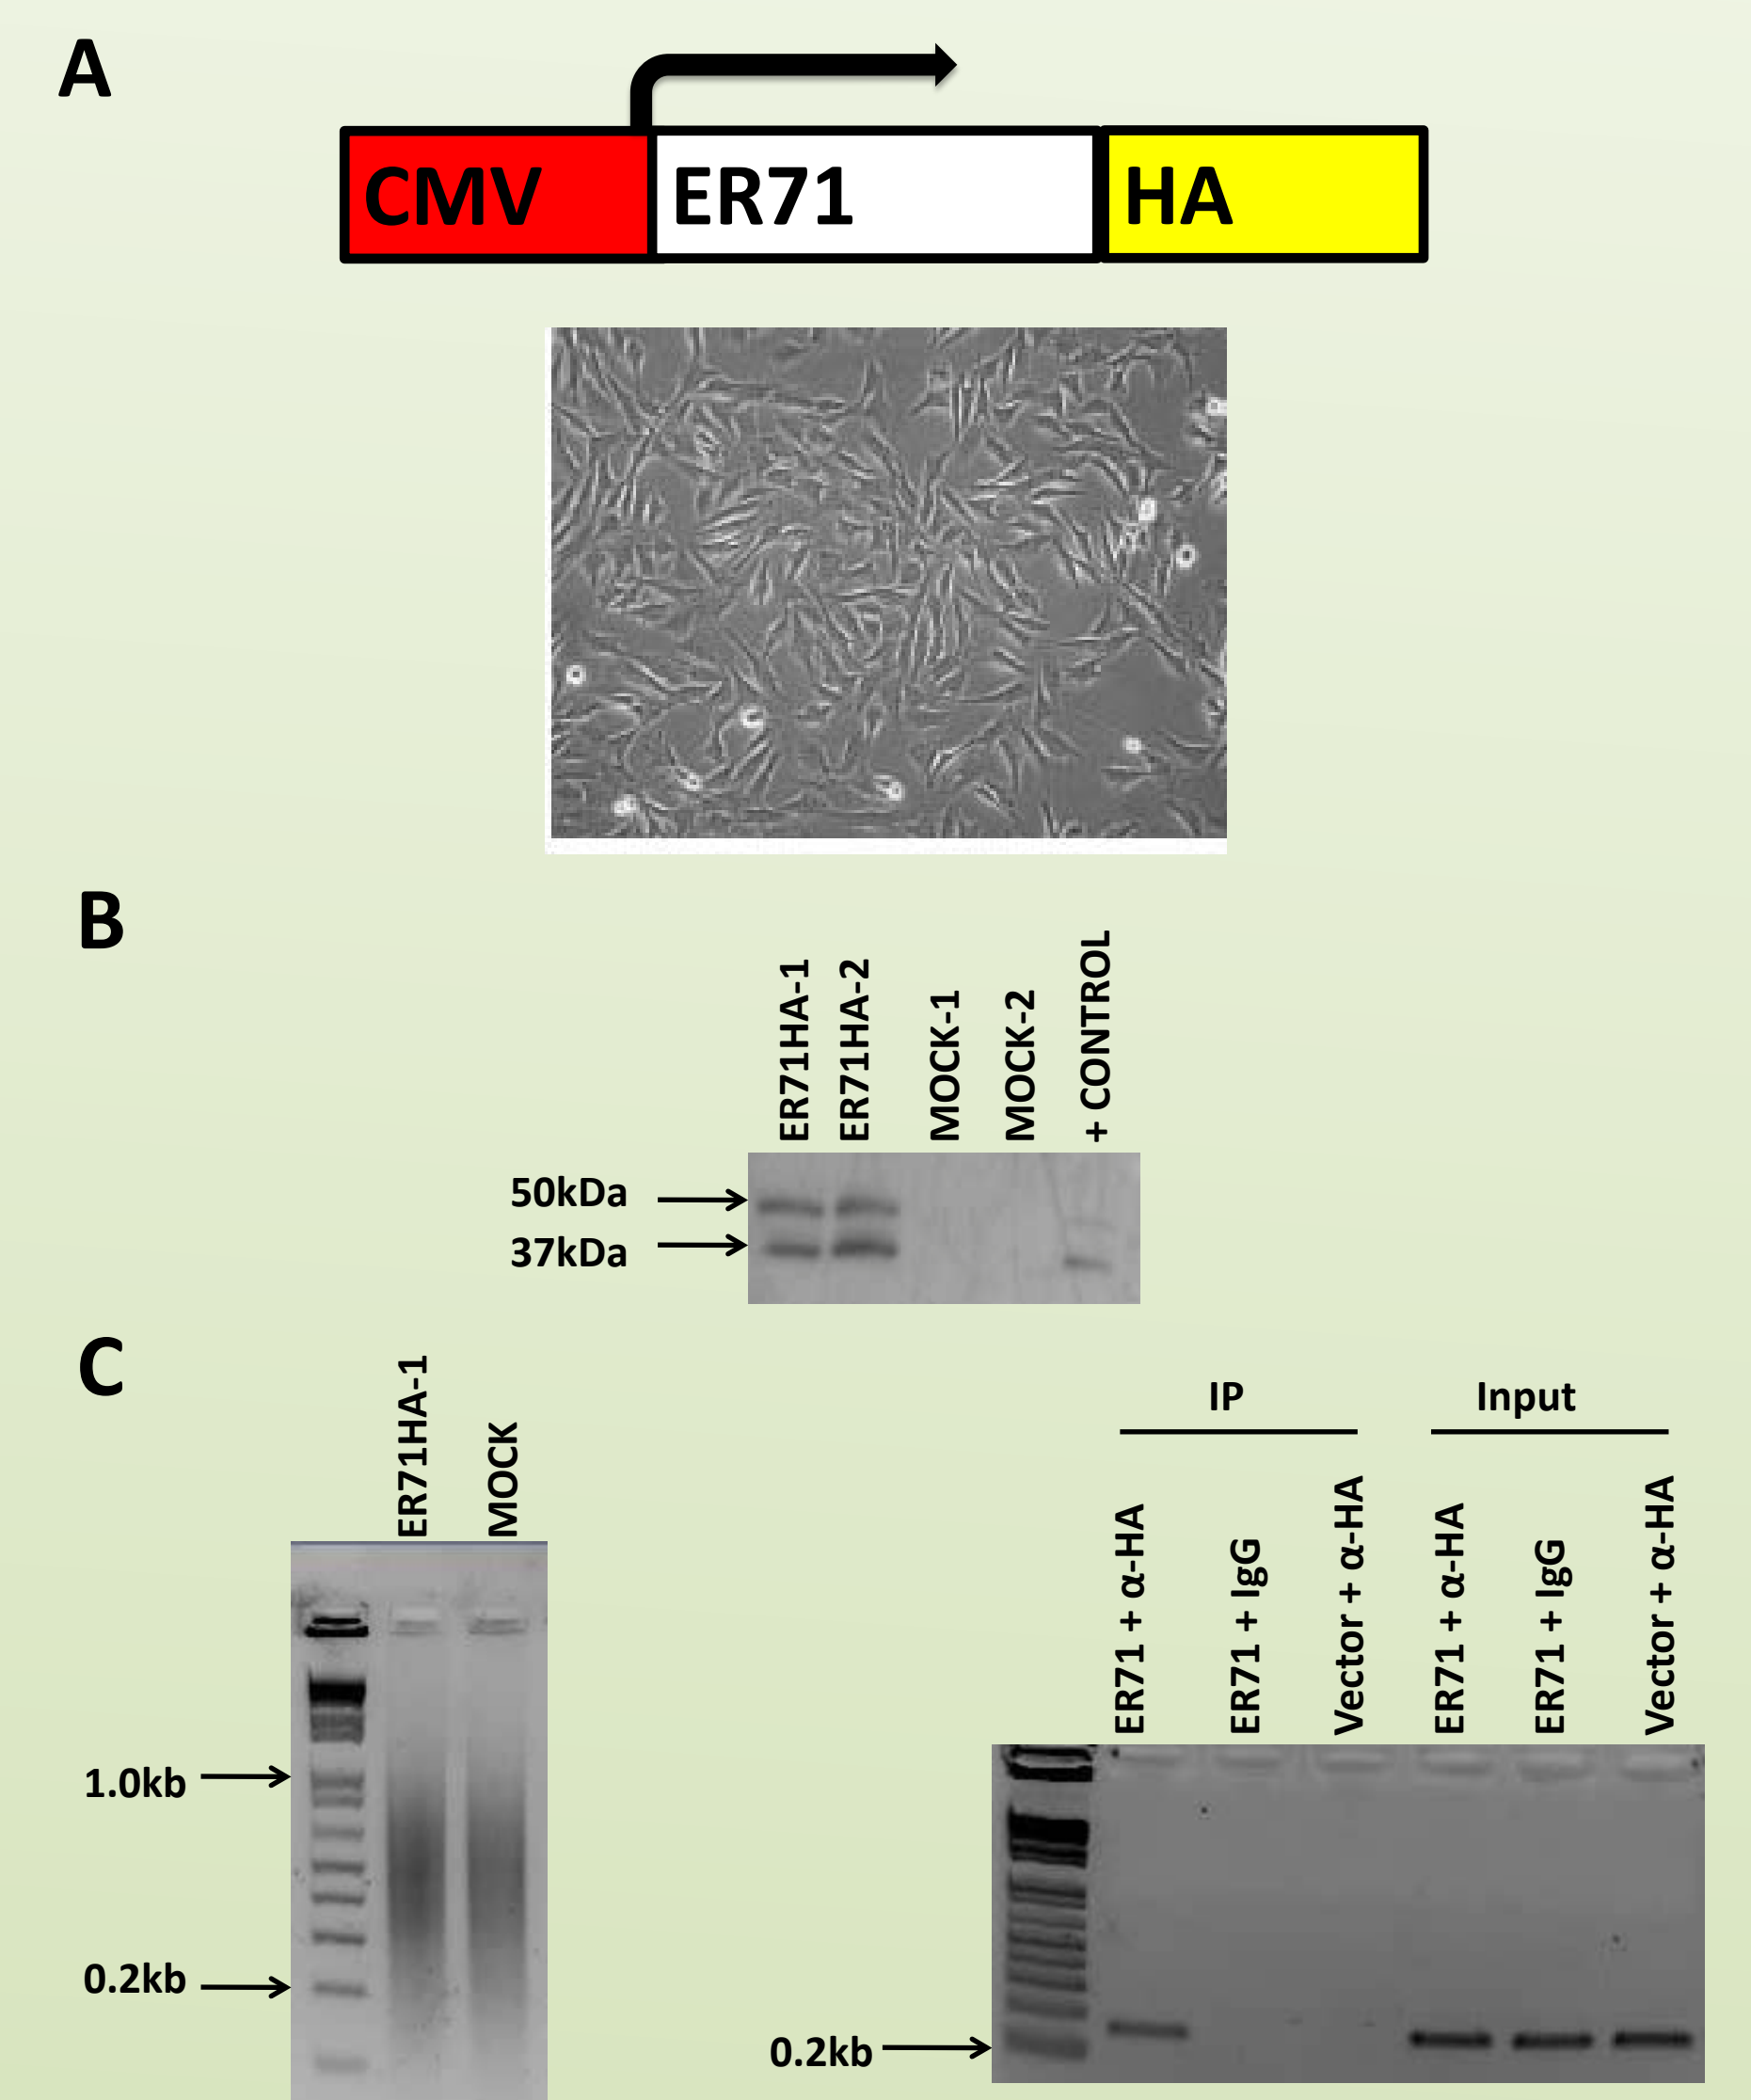 A
CMV
ER71
HA
B
ER71HA-1
ER71HA-2
MOCK-1
MOCK-2
+ CONTROL
50kDa
37kDa
C
ER71HA-1
MOCK
1.0kb
0.2kb
IP
Input
ER71 + α-HA
ER71 + IgG
Vector + α-HA
ER71 + α-HA
ER71 + IgG
Vector + α-HA
0.2kb